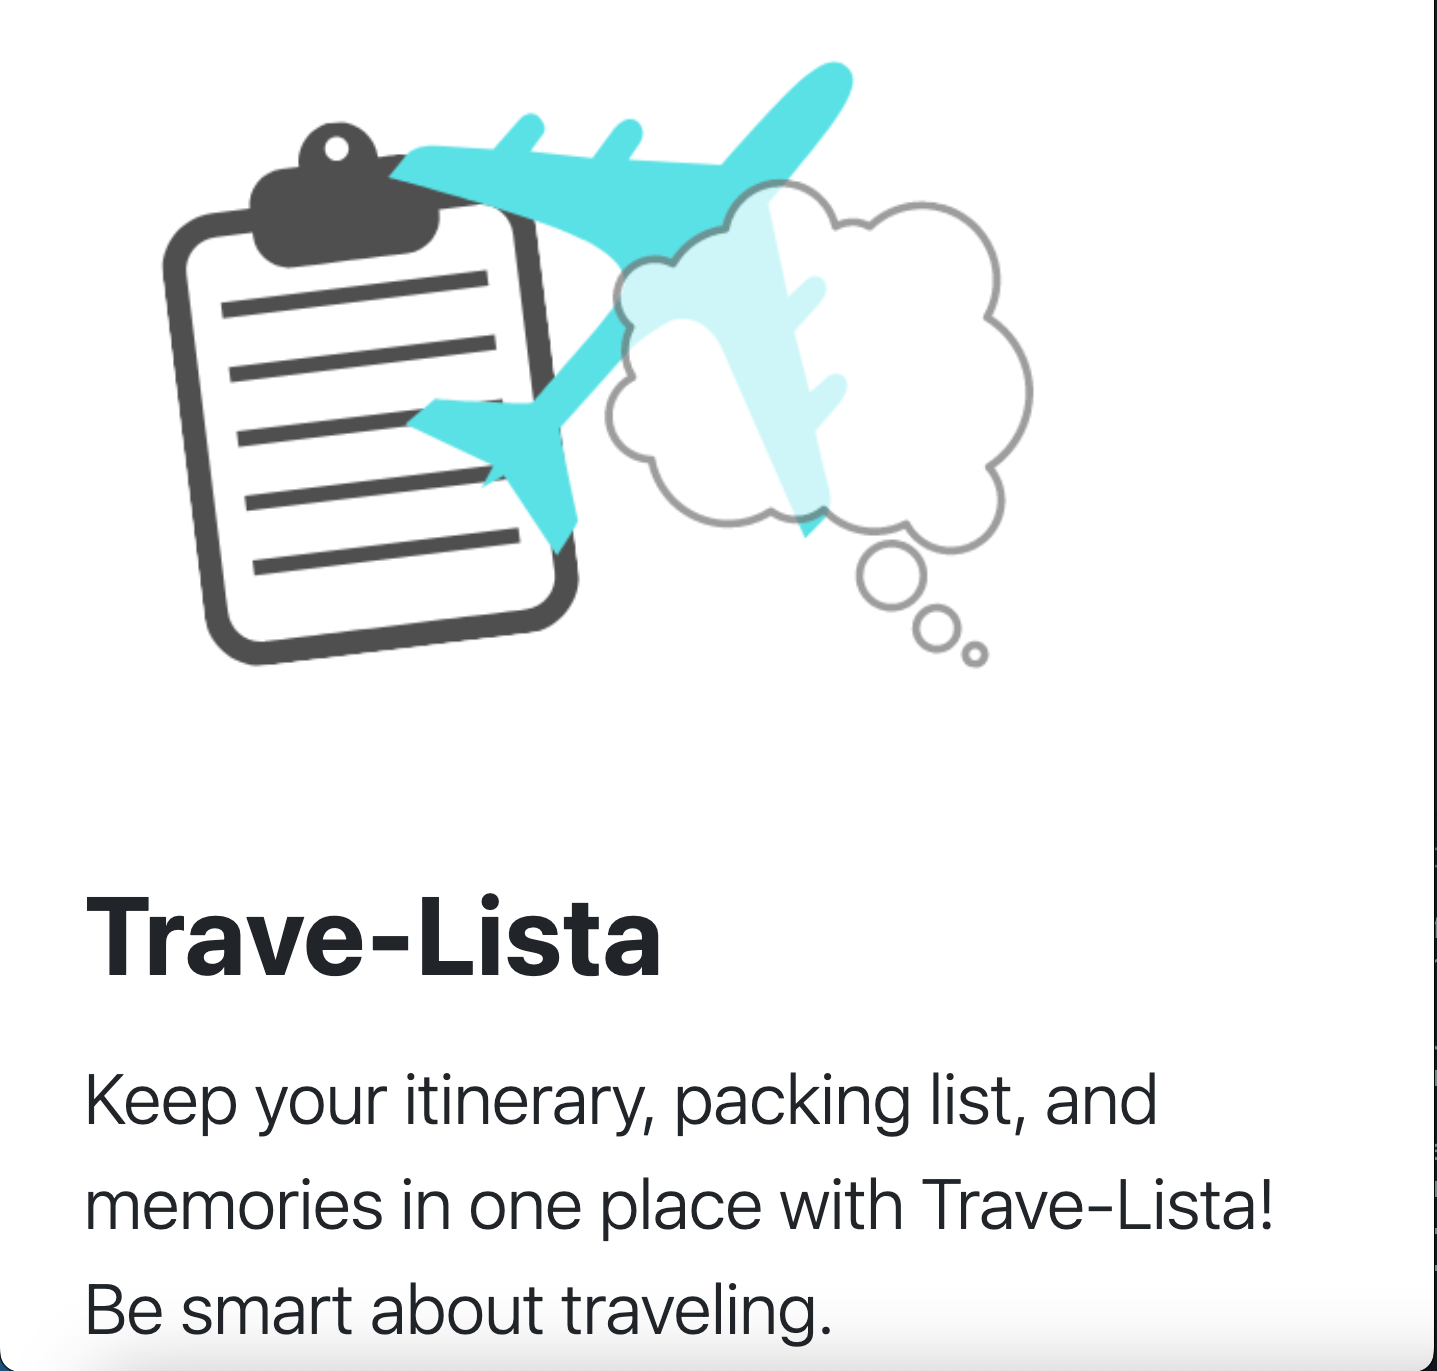 Trave-Lista
Keep your itinerary, packing list, and
memories in one place with Trave-Lista!
Be smart about traveling.